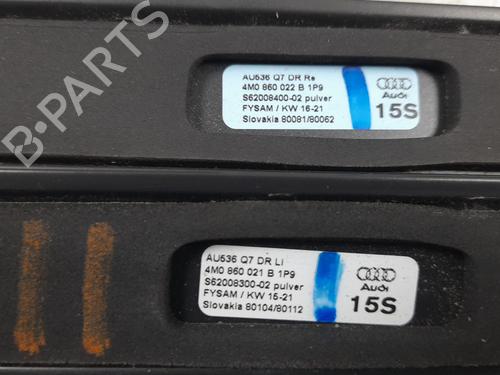 AU536 Q7 DR Re
4M0 860 022 B 1P9
S62008400-02 pulver
FYSAM / KW 15-21
Slovakia 80081/80062
Audi
15S
AU536 Q7 DR Li
4M0 860 021 B 1P9
S62008300-02 pulver
FYSAM / KW 15-21
Slovakia 80104/80112
Audi
15S
B-PARTS